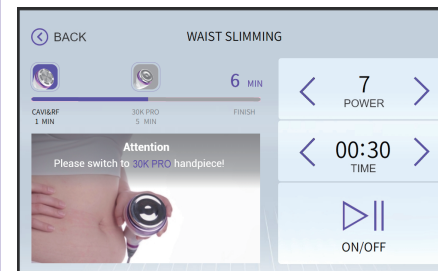 BACK
WAIST SLIMMING
6 MIN
CAVI&RF
1 MIN
30K PRO
5 MIN
FINISH
Attention
Please switch to 30K PRO handpiece!
7
POWER
00:30
TIME
ON/OFF